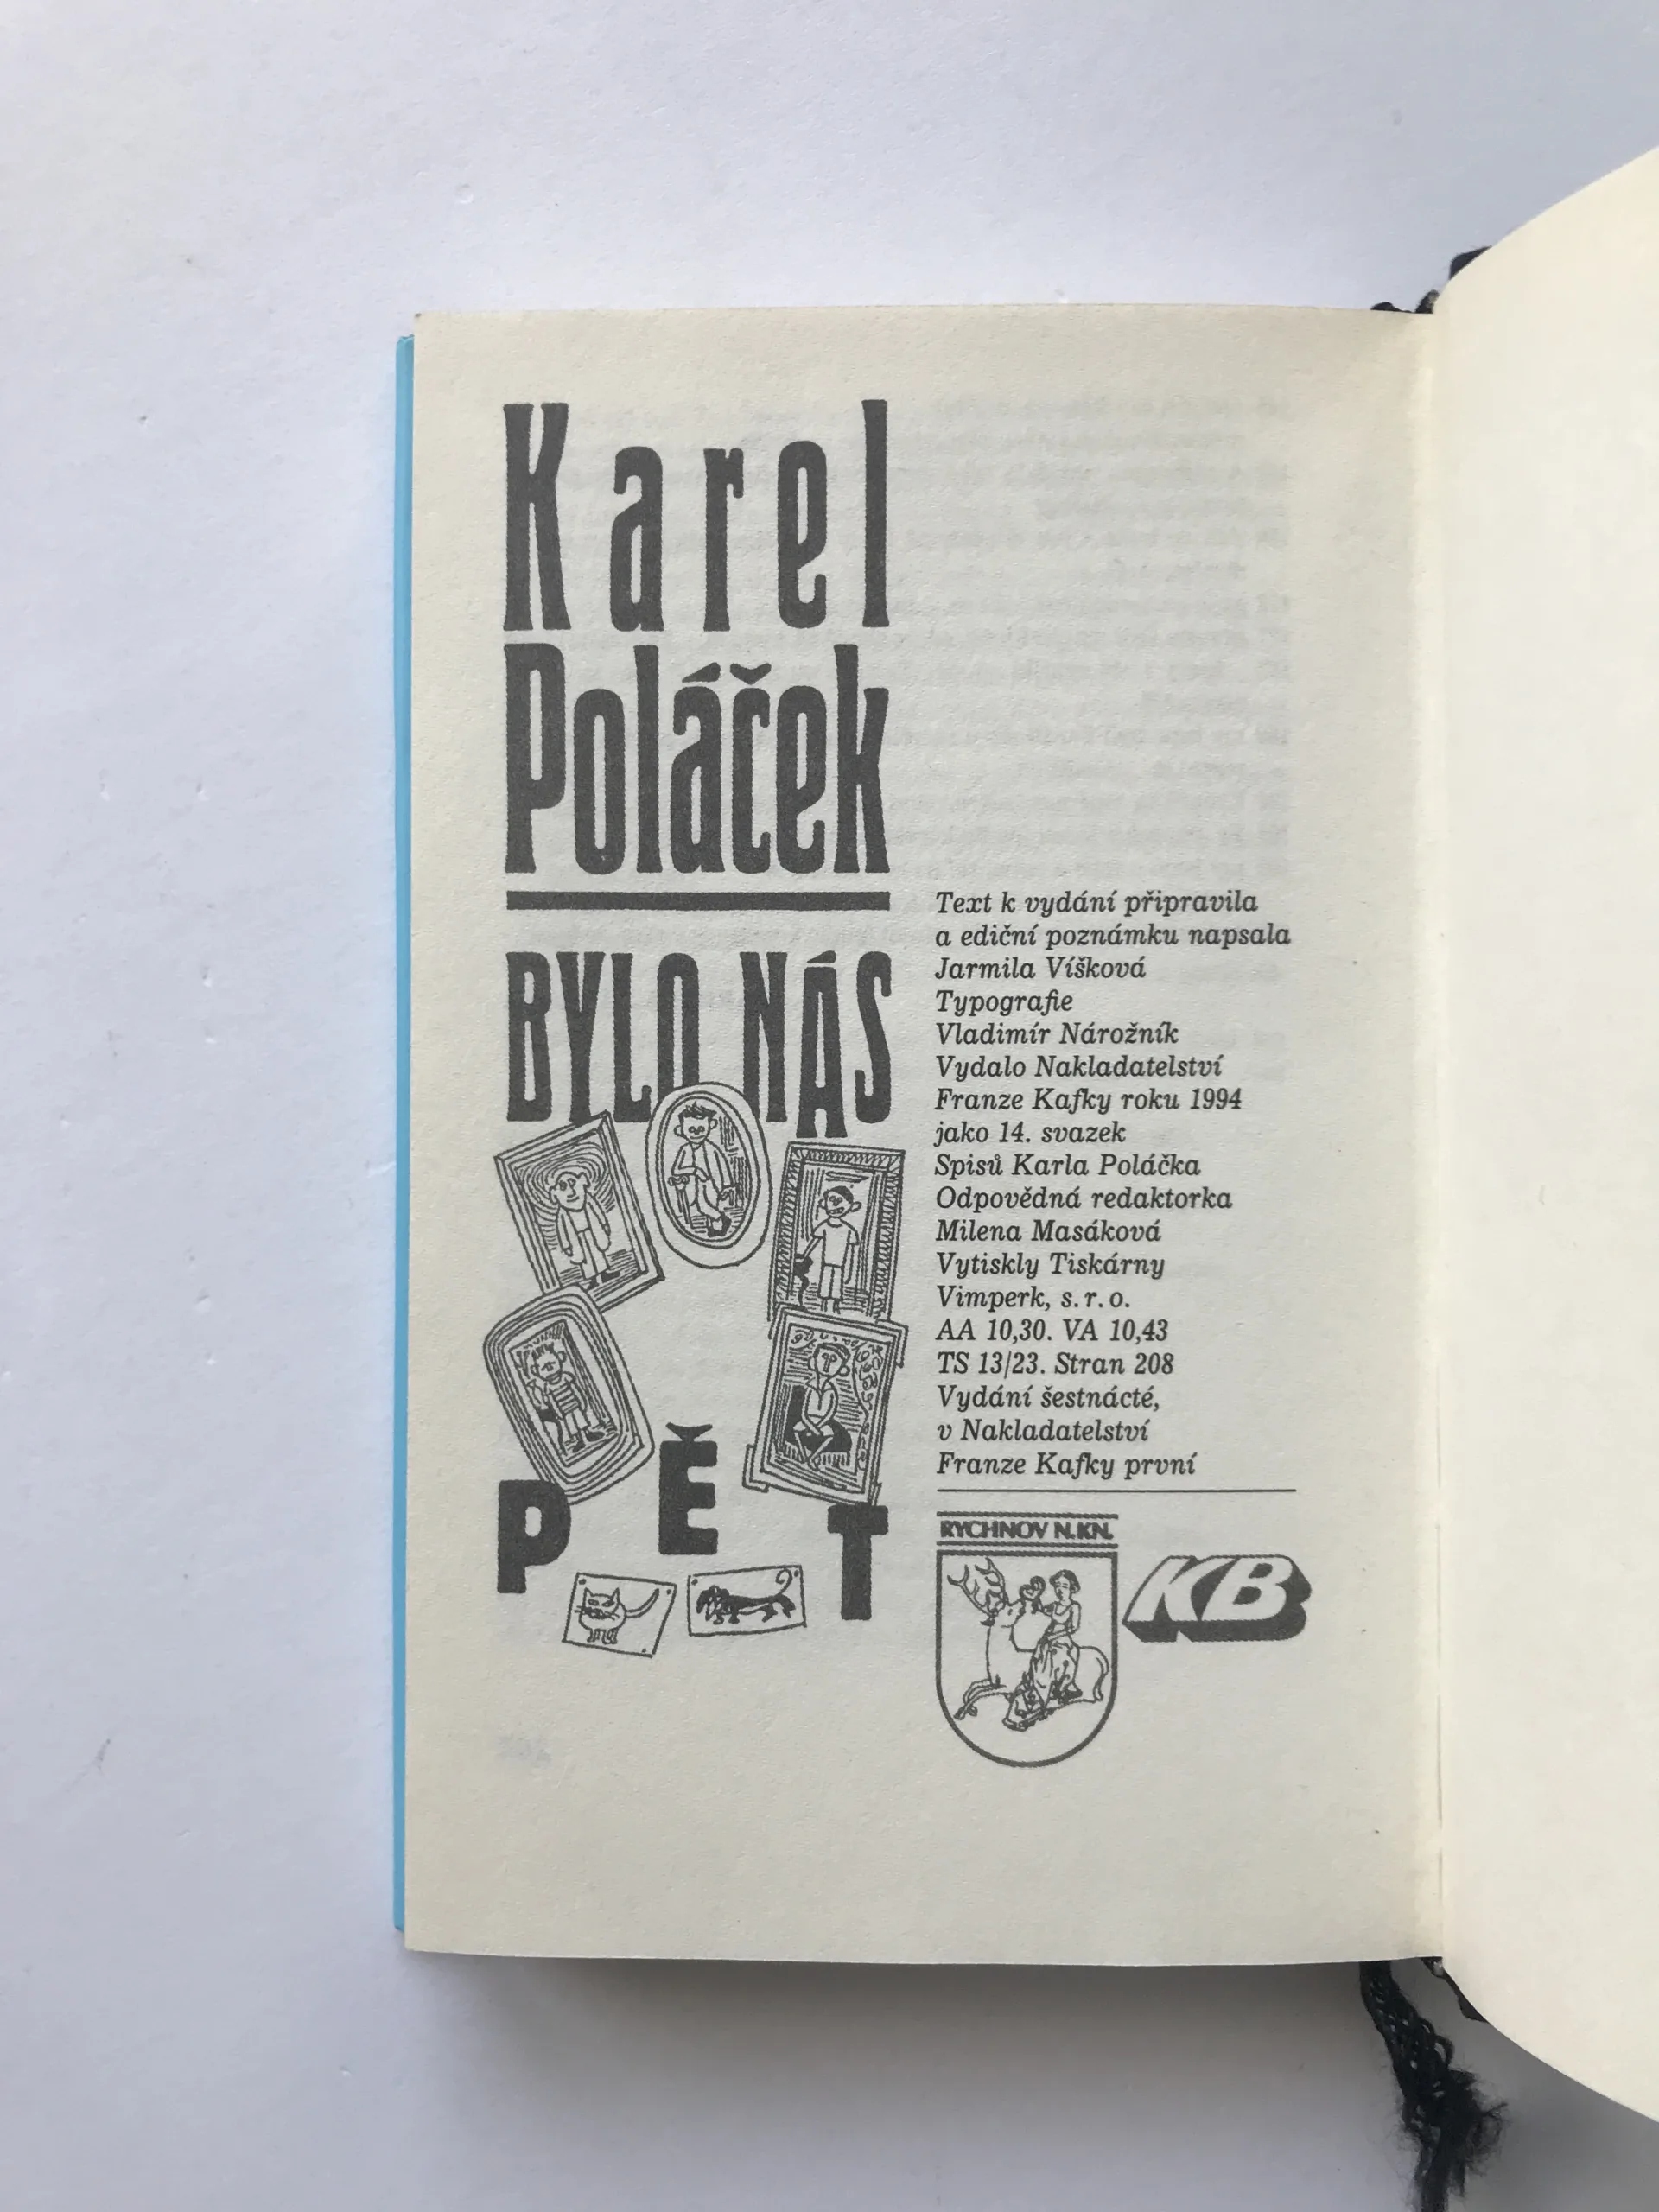 Karel
Poláček
BYLO NÁS
PĚT
Text k vydání připravila
a ediční poznámku napsala
Jarmila Víšková
Typografie
Vladimír Nárožník
Vydalo Nakladatelství
Franze Kafky roku 1994
jako 14. svazek
Spisů Karla Poláčka
Odpovědná redaktorka
Milena Masáková
Vytiskly Tiskárny
Vimperk, s. r. o.
AA 10,30. VA 10,43
TS 13/23. Stran 208
Vydání šestnácté,
v Nakladatelství
Franze Kafky první
RYCHNOV N. KN.
KB